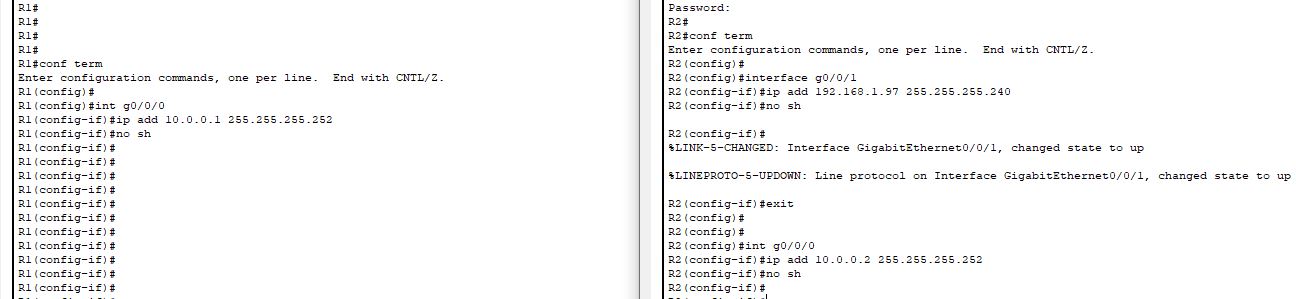 R1#
R1#
R1#
R1#
R1#conf term
Enter configuration commands, one per line.  End with CNTL/Z.
R1(config)#
R1(config)#int g0/0/0
R1(config-if)#ip add 10.0.0.1 255.255.255.252
R1(config-if)#no sh
R1(config-if)#
R1(config-if)#
R1(config-if)#
R1(config-if)#
R1(config-if)#
R1(config-if)#
R1(config-if)#
R1(config-if)#
R1(config-if)#
R1(config-if)#
R1(config-if)#
Password:
R2#
R2#conf term
Enter configuration commands, one per line.  End with CNTL/Z.
R2(config)#
R2(config)#interface g0/0/1
R2(config-if)#ip add 192.168.1.97 255.255.255.240
R2(config-if)#no sh
R2(config-if)#
%LINK-5-CHANGED: Interface GigabitEthernet0/0/1, changed state to up
%LINEPROTO-5-UPDOWN: Line protocol on Interface GigabitEthernet0/0/1, changed state to up
R2(config-if)#exit
R2(config)#
R2(config)#
R2(config)#int g0/0/0
R2(config-if)#ip add 10.0.0.2 255.255.255.252
R2(config-if)#no sh
R2(config-if)#